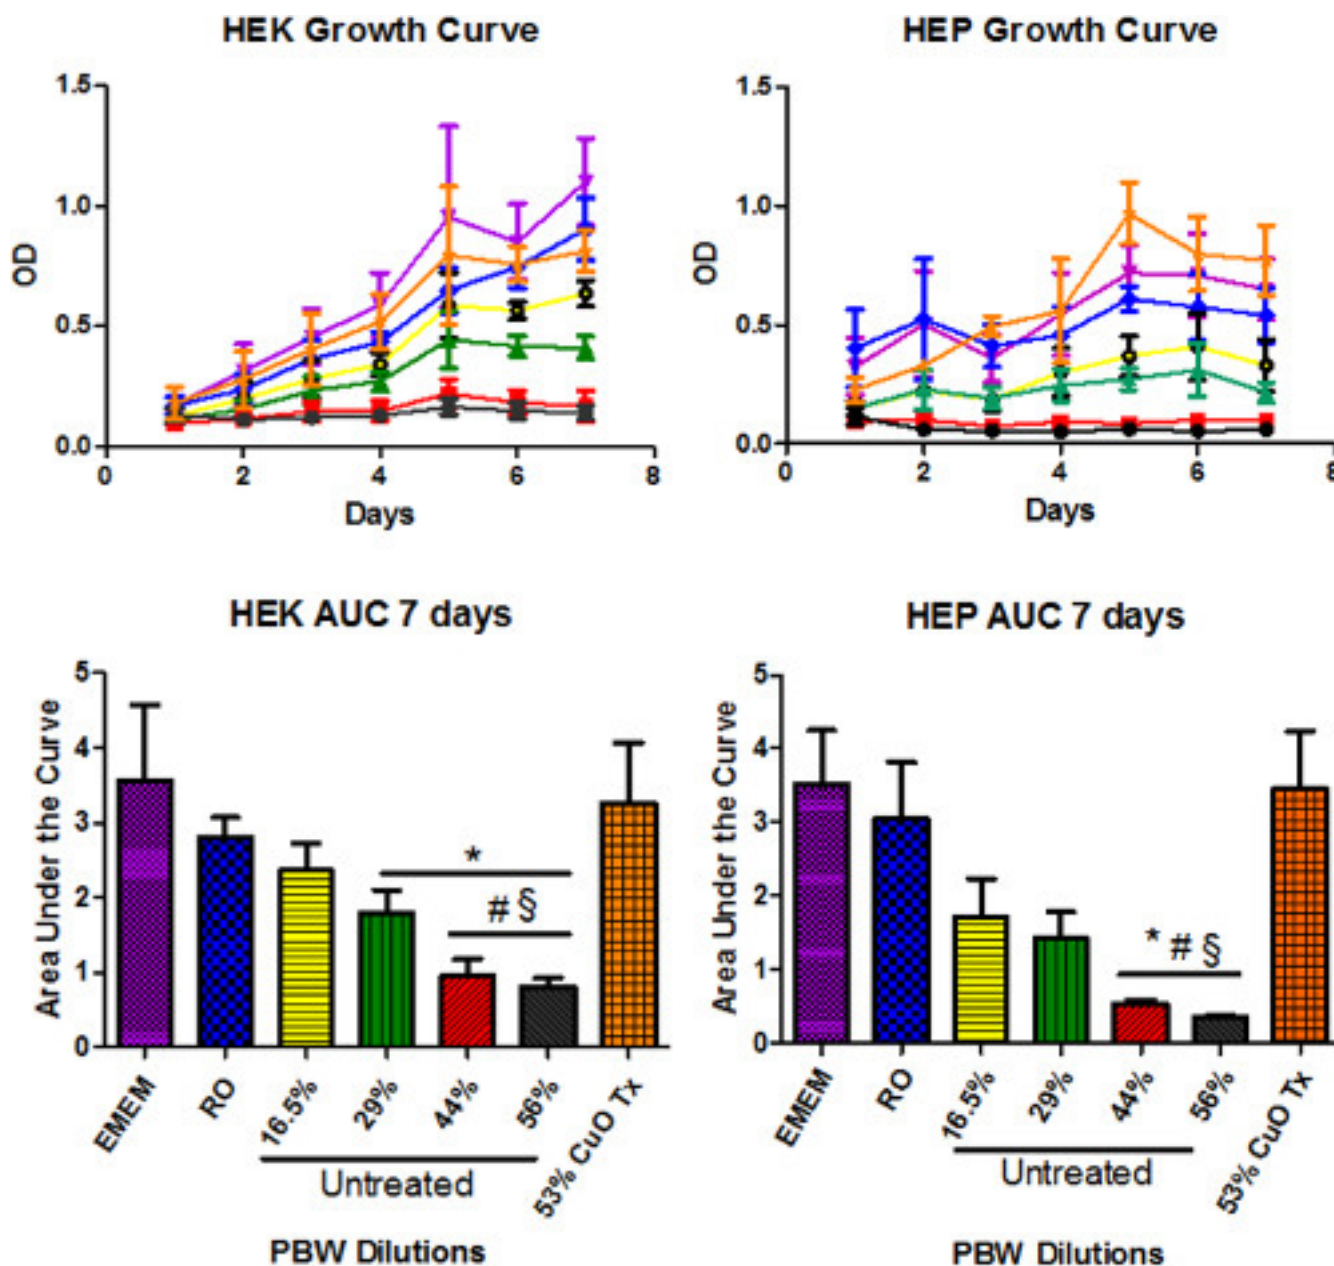 HEK Growth Curve
1.5
1.0
0.5
0.0
OD
0 2 4 6 8
Days
HEP Growth Curve
1.5
1.0
0.5
0.0
OD
0 2 4 6 8
Days
HEK AUC 7 days
5
4
3
2
1
0
Area Under the Curve
*
# §
EMEM RO 16.5% 29% 44% 56% 53% CuO Tx
Untreated
PBW Dilutions
HEP AUC 7 days
5
4
3
2
1
0
Area Under the Curve
* # §
EMEM RO 16.5% 29% 44% 56% 53% CuO Tx
Untreated
PBW Dilutions